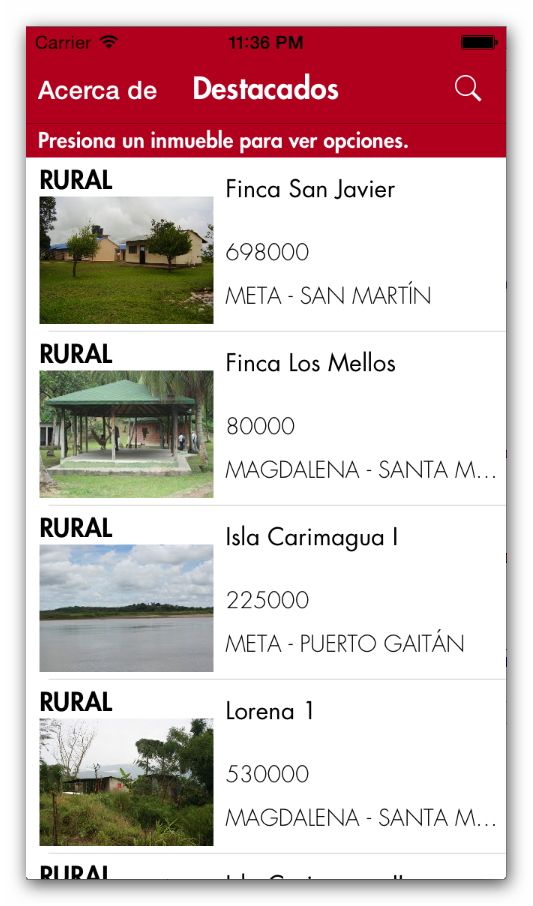 Carrier 11:36 PM
Acerca de Destacados
Presiona un inmueble para ver opciones.
RURAL
Finca San Javier
698000
META - SAN MARTÍN
RURAL
Finca Los Mellos
80000
MAGDALENA - SANTA M...
RURAL
Isla Carimagua I
225000
META - PUERTO GAITÁN
RURAL
Lorena 1
530000
MAGDALENA - SANTA M...
RURAL